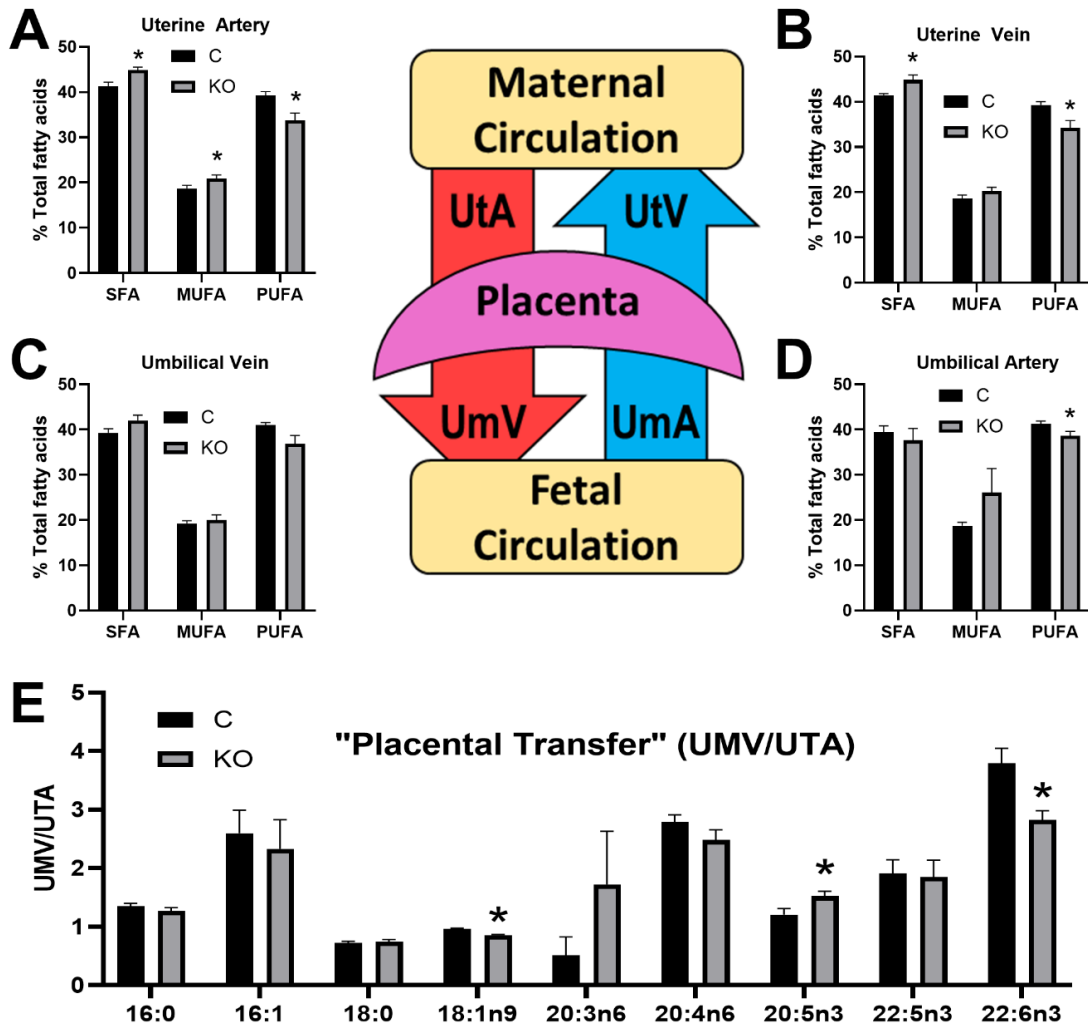 A
Uterine Artery
% Total fatty acids
50
40
30
20
10
0
C
KO
*
*
*
SFA
MUFA
PUFA
Maternal
Circulation
UtA
UtV
Placenta
UmV
UmA
Fetal
Circulation
B
Uterine Vein
% Total fatty acids
50
40
30
20
10
0
C
KO
*
*
SFA
MUFA
PUFA
C
Umbilical Vein
% Total fatty acids
50
40
30
20
10
0
C
KO
SFA
MUFA
PUFA
D
Umbilical Artery
% Total fatty acids
50
40
30
20
10
0
C
KO
*
SFA
MUFA
PUFA
E
"Placental Transfer" (UMV/UTA)
UMV/UTA
5
4
3
2
1
0
C
KO
*
*
*
16:0
16:1
18:0
18:1n9
20:3n6
20:4n6
20:5n3
22:5n3
22:6n3